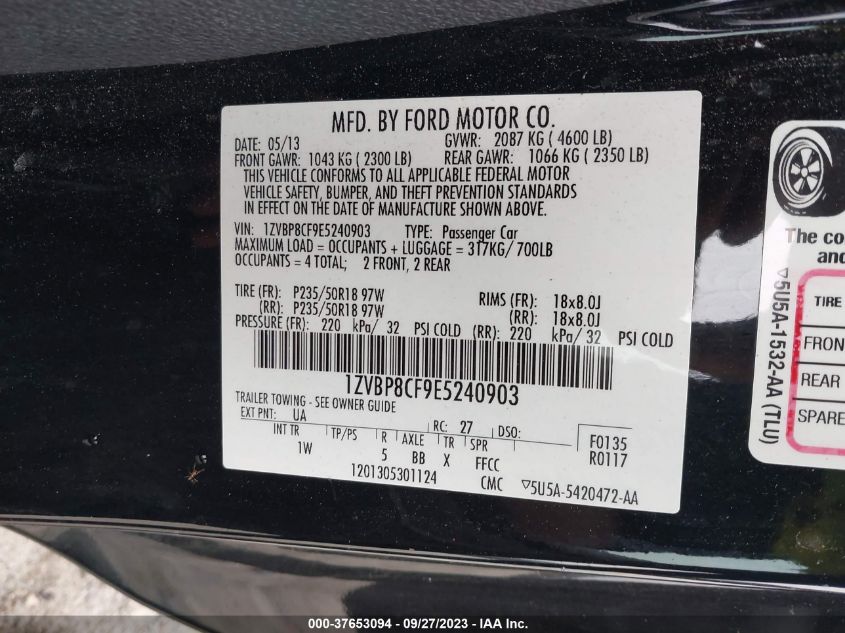 MFD. BY FORD MOTOR CO.
DATE: 05/13 GVWR: 2087 KG ( 4600 LB)
FRONT GAWR: 1043 KG ( 2300 LB) REAR GAWR: 1066 KG ( 2350 LB)
THIS VEHICLE CONFORMS TO ALL APPLICABLE FEDERAL MOTOR
VEHICLE SAFETY, BUMPER, AND THEFT PREVENTION STANDARDS
IN EFFECT ON THE DATE OF MANUFACTURE SHOWN ABOVE.
VIN: 1ZVBP8CF9E5240903 TYPE: Passenger Car
MAXIMUM LOAD = OCCUPANTS + LUGGAGE = 317KG/ 700LB
OCCUPANTS = 4 TOTAL; 2 FRONT, 2 REAR
TIRE (FR): P235/50R18 97W RIMS (FR): 18x8.0J
(RR): P235/50R18 97W (RR): 18x8.0J
PRESSURE (FR): 220 kPa/ 32 PSI COLD (RR): 220 kPa/ 32 PSI COLD
1ZVBP8CF9E5240903
TRAILER TOWING - SEE OWNER GUIDE
EXT PNT: UA RC: 27 DSO:
INT TR TP/PS R AXLE TR SPR F0135
1W 5 BB X FFCC R0117
1201305301124 CMC ▽5U5A-5420472-AA
The co
and
TIRE
FRON
REAR
SPARE
▽5U5A-1532-AA (TLU)
000-37653094 - 09/27/2023 - IAA Inc.